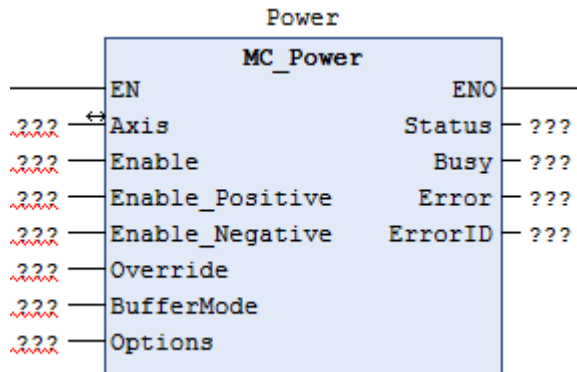 Power
MC_Power
EN ENO
??? Axis Status ???
??? Enable Busy ???
??? Enable_Positive Error ???
??? Enable_Negative ErrorID ???
??? Override
??? BufferMode
??? Options